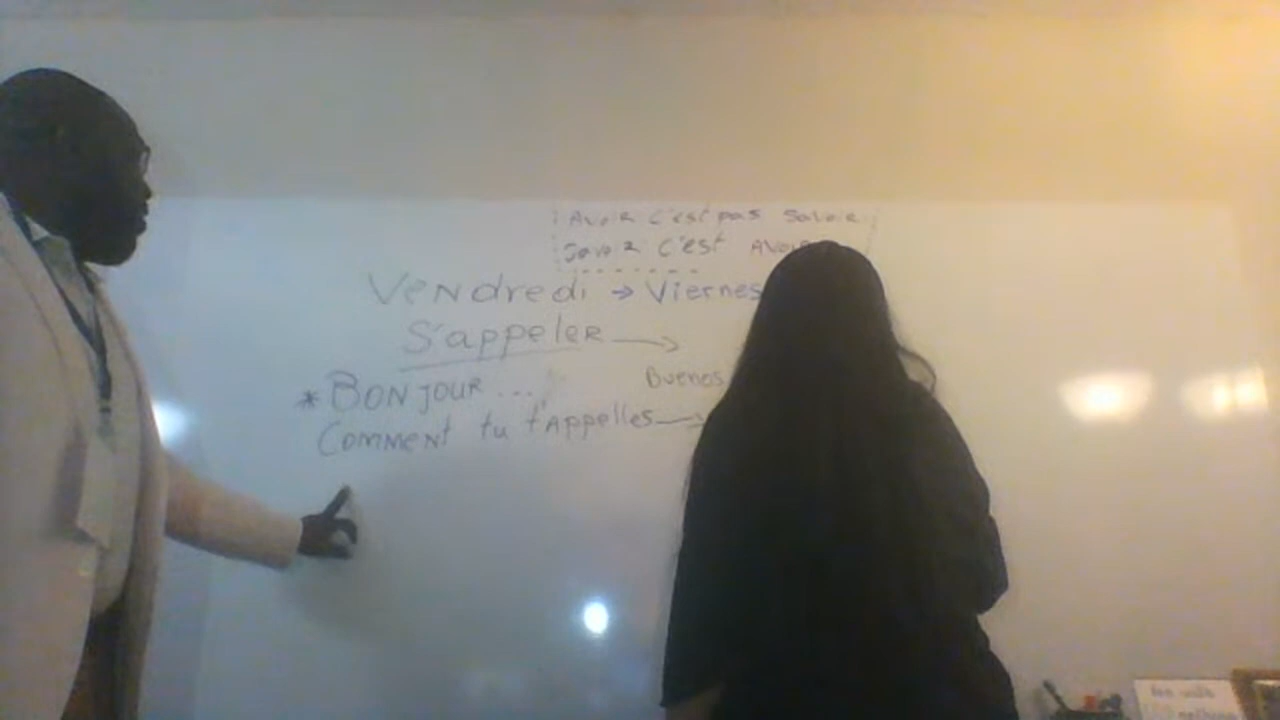 Avoir c'est pas Savoir
Savoir c'est Avoir
Vendredi → Viernes
S'appeler →
* BONJOUR ...
Buenos
Comment tu t'Appelles →